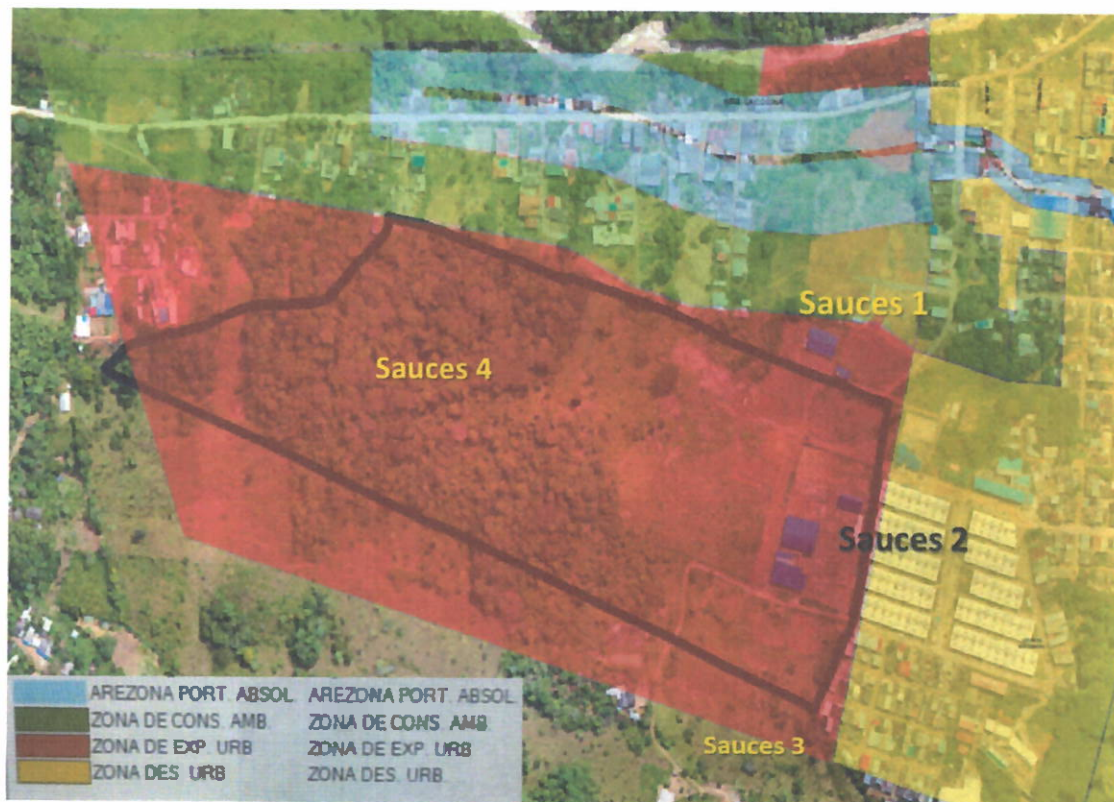 Sauces 1
Sauces 4
Sauces 2
Sauces 3
AREZONA PORT. ABSOL. AREZONA PORT. ABSOL.
ZONA DE CONS. AMB. ZONA DE CONS. AMB.
ZONA DE EXP. URB ZONA DE EXP. URB
ZONA DES. URB ZONA DES. URB.